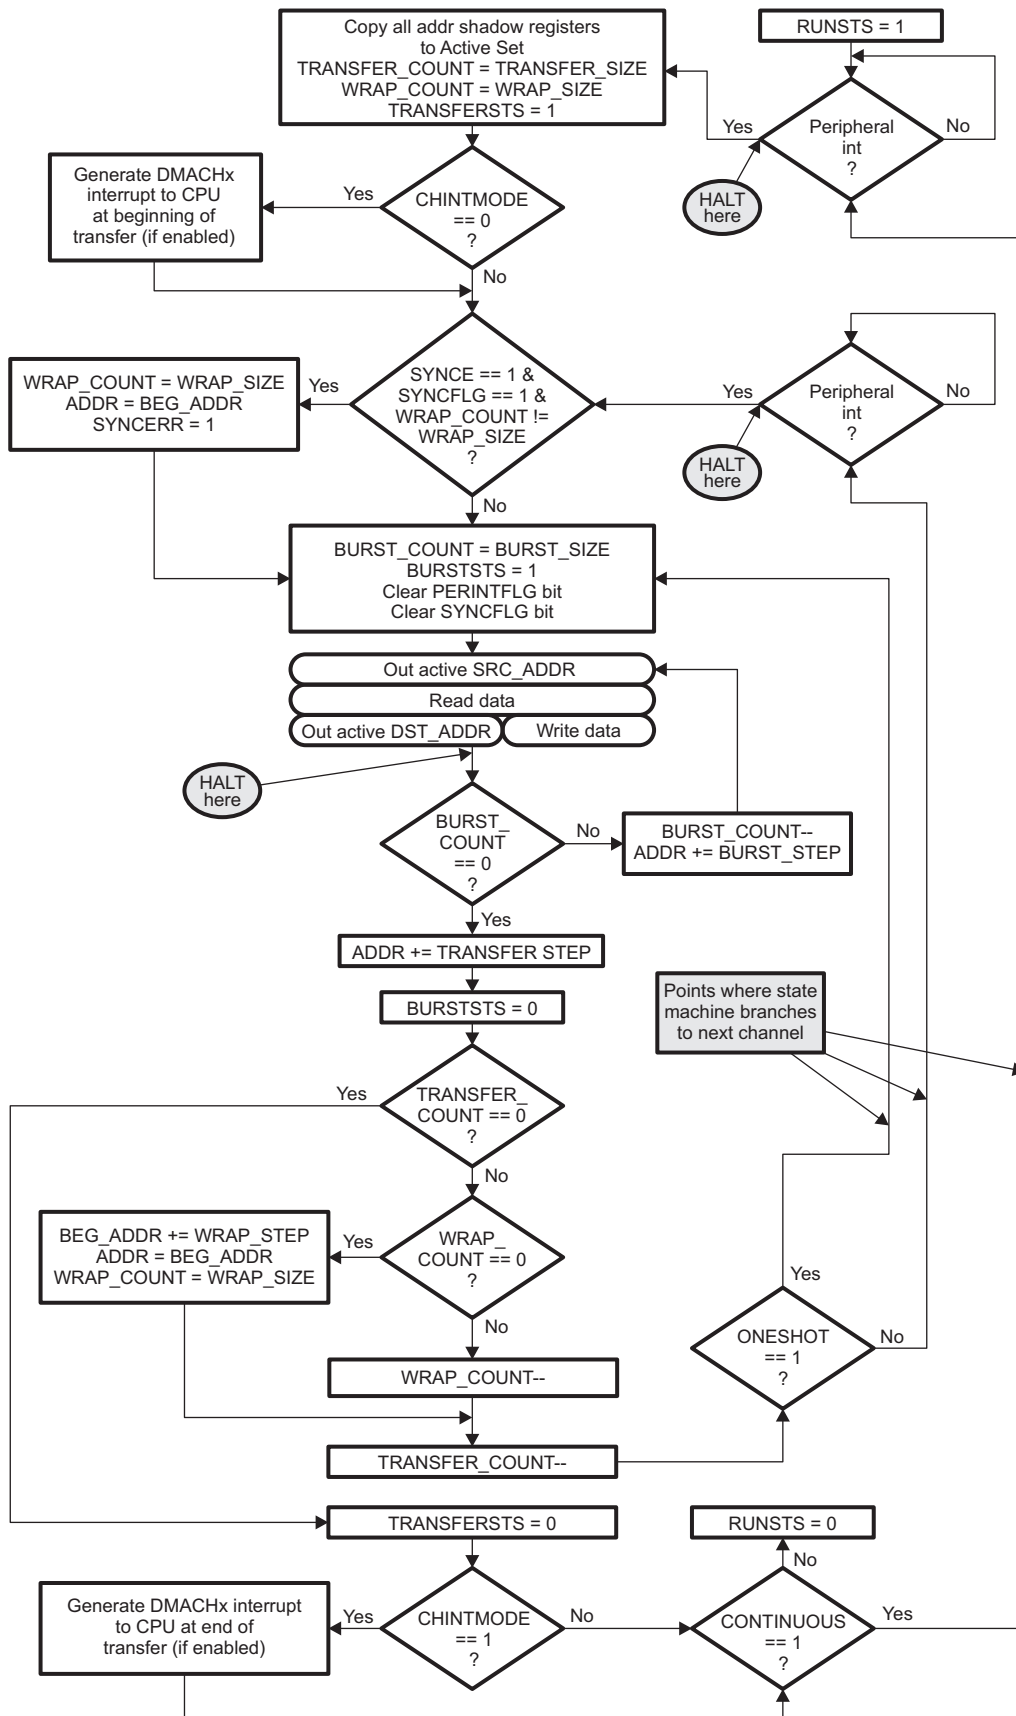 Copy all addr shadow registers
to Active Set
TRANSFER_COUNT = TRANSFER_SIZE
WRAP_COUNT = WRAP_SIZE
TRANSFERSTS = 1
RUNSTS = 1
Peripheral
int
?
Yes
No
HALT
here
Generate DMACHx
interrupt to CPU
at beginning of
transfer (if enabled)
Yes
CHINTMODE
== 0
?
No
WRAP_COUNT = WRAP_SIZE
ADDR = BEG_ADDR
SYNCERR = 1
Yes
SYNCE == 1 &
SYNCFLG == 1 &
WRAP_COUNT !=
WRAP_SIZE
?
No
Yes
Peripheral
int
?
No
HALT
here
BURST_COUNT = BURST_SIZE
BURSTSTS = 1
Clear PERINTFLG bit
Clear SYNCFLG bit
Out active SRC_ADDR
Read data
Out active DST_ADDR
Write data
HALT
here
BURST_
COUNT
== 0
?
No
BURST_COUNT--
ADDR += BURST_STEP
Yes
ADDR += TRANSFER STEP
BURSTSTS = 0
Points where state
machine branches
to next channel
Yes
TRANSFER_
COUNT == 0
?
No
BEG_ADDR += WRAP_STEP
ADDR = BEG_ADDR
WRAP_COUNT = WRAP_SIZE
Yes
WRAP_
COUNT == 0
?
No
Yes
ONESHOT
== 1
?
No
WRAP_COUNT--
TRANSFER_COUNT--
TRANSFERSTS = 0
RUNSTS = 0
No
Generate DMACHx interrupt
to CPU at end of
transfer (if enabled)
Yes
CHINTMODE
== 1
?
No
CONTINUOUS
== 1
?
Yes